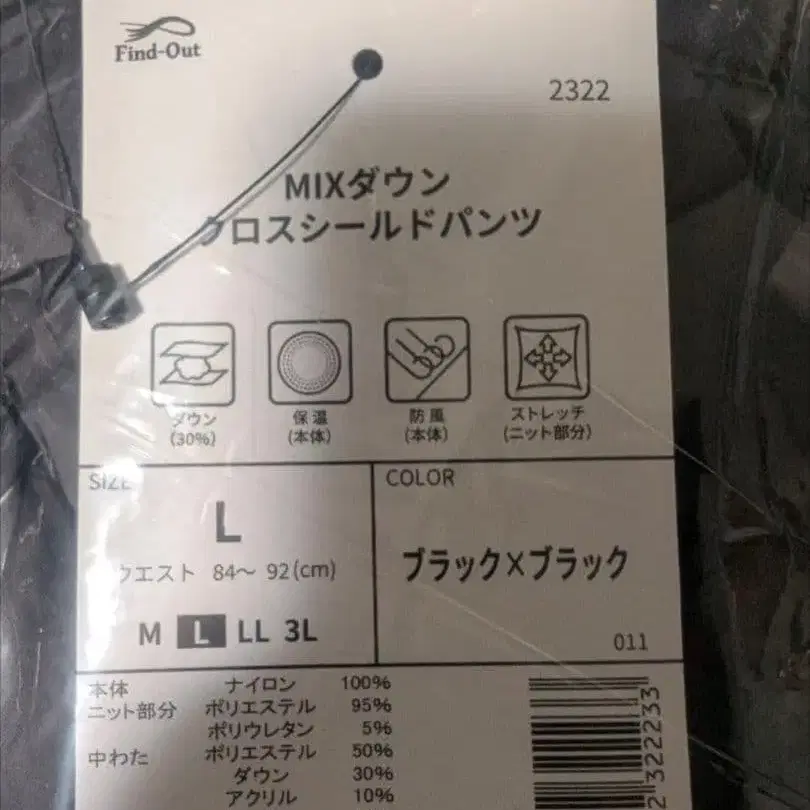 Find-Out
2322
MIXダウン
クロスシールドパンツ
ダウン
(30%)
保温
(本体)
防風
(本体)
ストレッチ
(ニット部分)
SIZE
L
ウエスト 84〜 92(cm)
M L LL 3L
COLOR
ブラック×ブラック
011
本体 ナイロン 100%
ニット部分 ポリエステル 95%
ポリウレタン 5%
中わた ポリエステル 50%
ダウン 30%
アクリル 10%
2322233